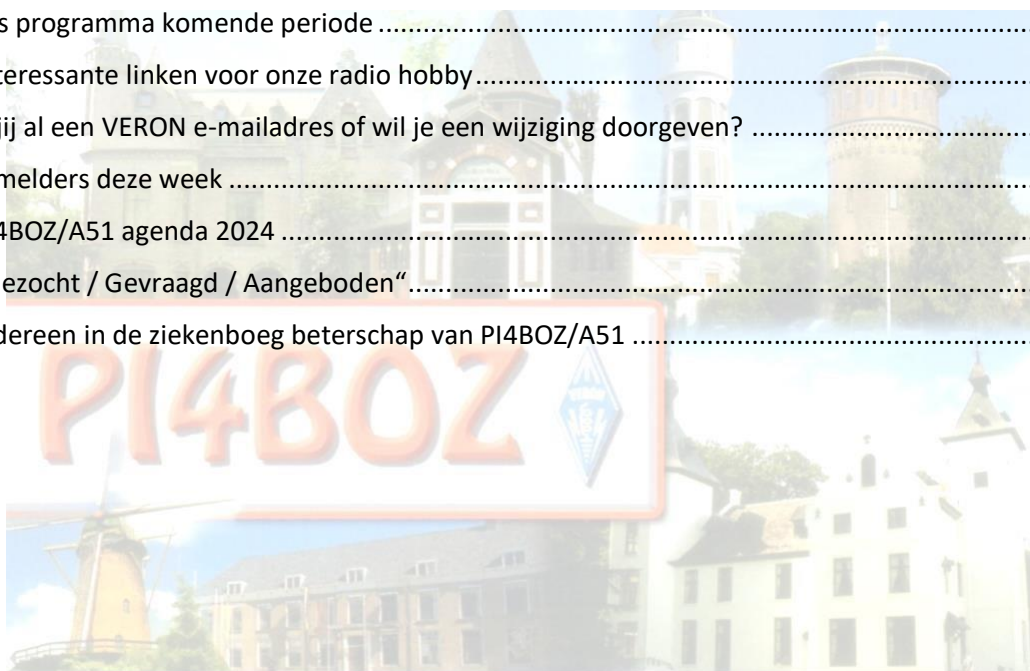 s programma komende periode ....................................................................................
teressante linken voor onze radio hobby........................................................................
jij al een VERON e-mailadres of wil je een wijziging doorgeven? ....................................
melders deze week .........................................................................................................
4BOZ/A51 agenda 2024 ..................................................................................................
ezocht / Gevraagd / Aangeboden“.................................................................................
dereen in de ziekenboeg beterschap van PI4BOZ/A51 ....................................................
PI4BOZ
VERON